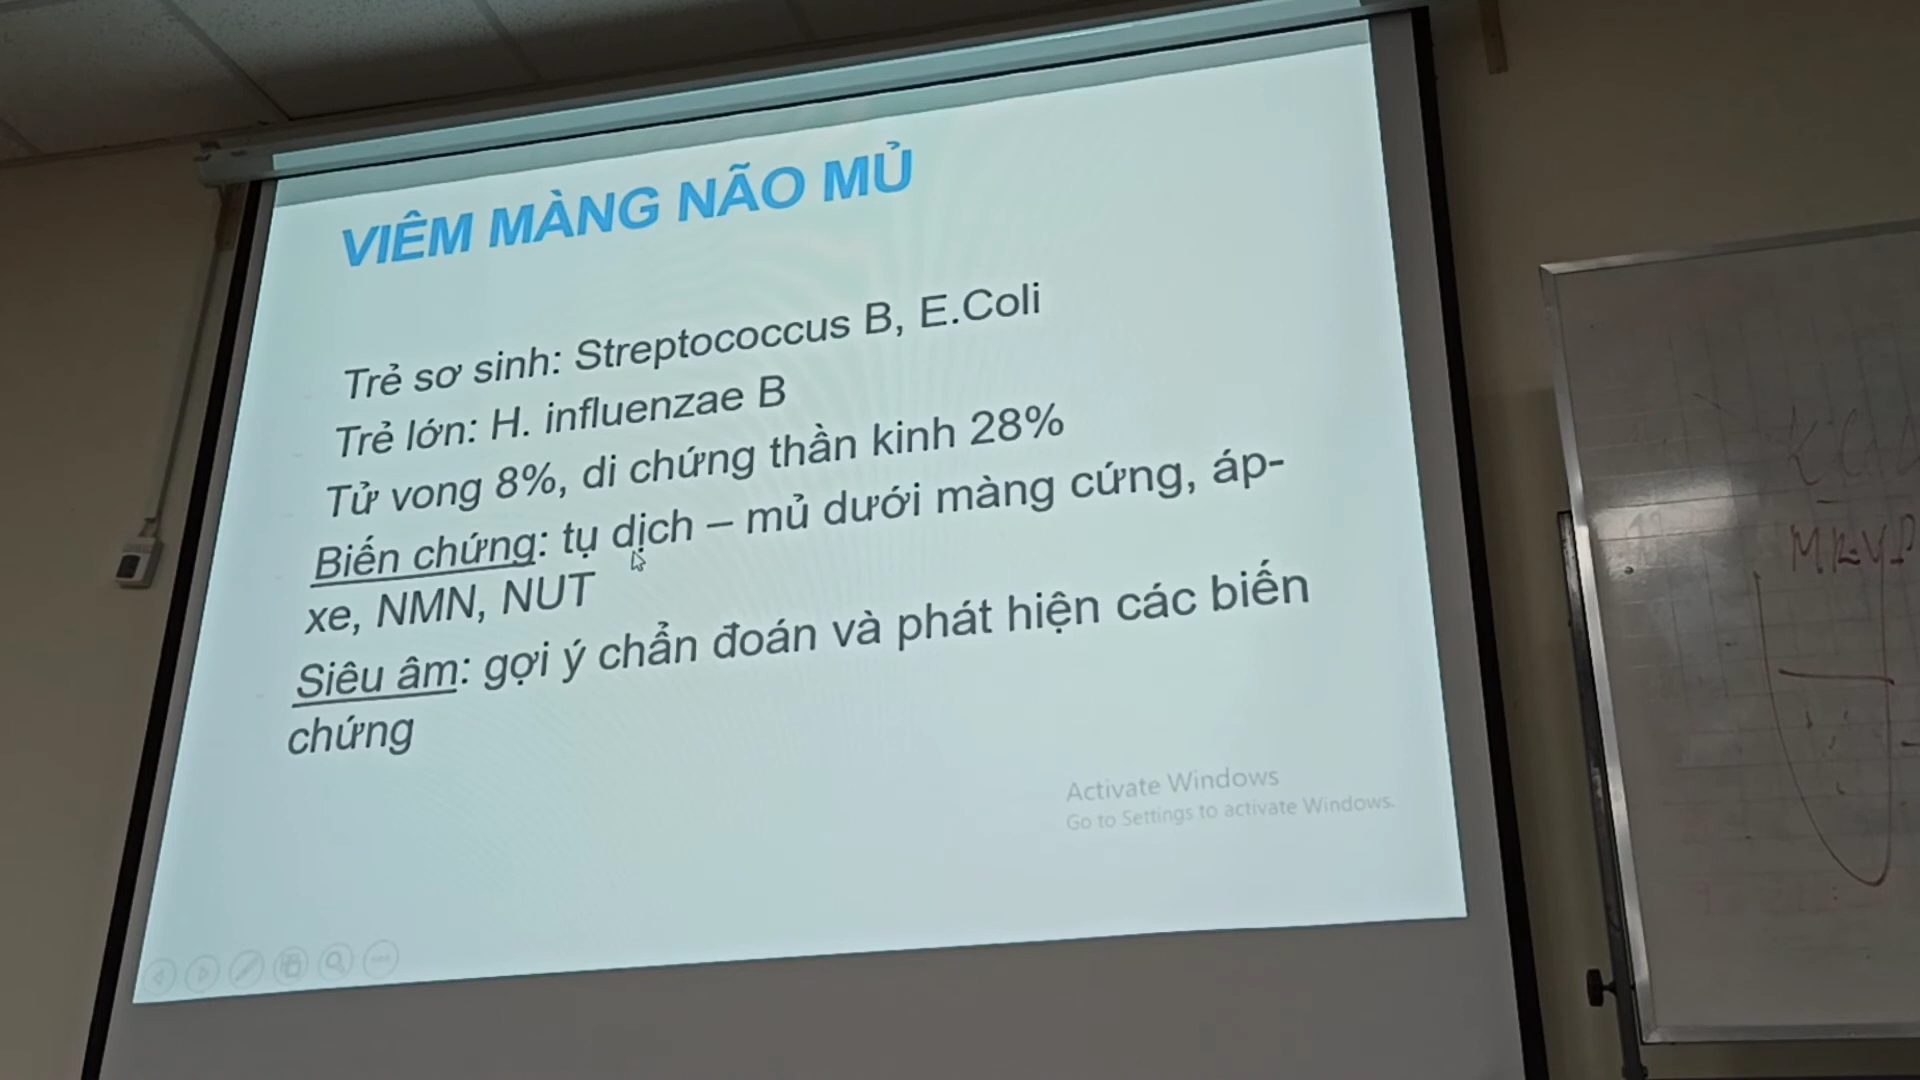 VIÊM MÀNG NÃO MỦ
Trẻ sơ sinh: Streptococcus B, E.Coli
Trẻ lớn: H. influenzae B
Tử vong 8%, di chứng thần kinh 28%
Biến chứng: tụ dịch – mủ dưới màng cứng, áp-
xe, NMN, NUT
Siêu âm: gợi ý chẩn đoán và phát hiện các biến
chứng
Activate Windows
Go to Settings to activate Windows.